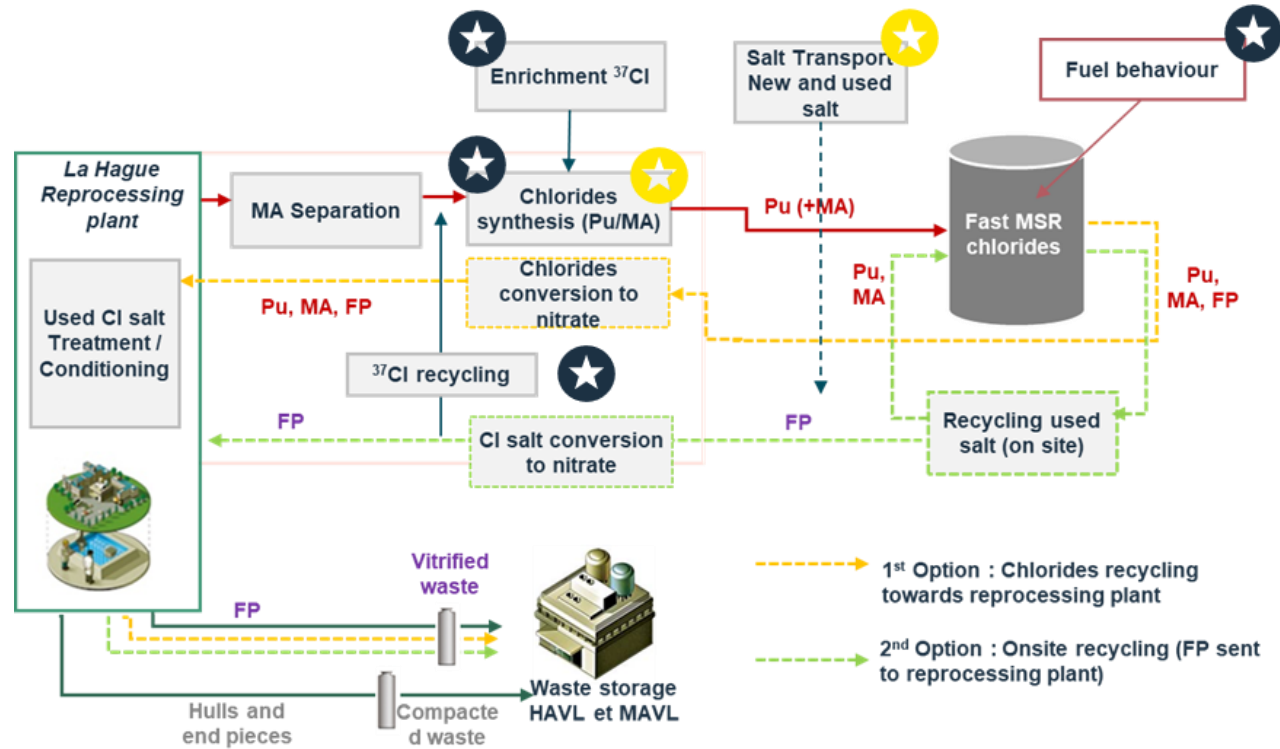 Enrichment ³⁷Cl
Salt Transport
New and used
salt
Fuel behaviour
La Hague
Reprocessing
plant
MA Separation
Chlorides
synthesis (Pu/MA)
Pu (+MA)
Fast MSR
chlorides
Used Cl salt
Treatment /
Conditioning
Pu, MA, FP
Chlorides
conversion to
nitrate
Pu,
MA
Pu,
MA, FP
³⁷Cl recycling
FP
Cl salt conversion
to nitrate
FP
Recycling used
salt (on site)
Vitrified
waste
FP
Waste storage
HAVL et MAVL
Hulls and
end pieces
Compacte
d waste
1st Option : Chlorides recycling
towards reprocessing plant
2nd Option : Onsite recycling (FP sent
to reprocessing plant)